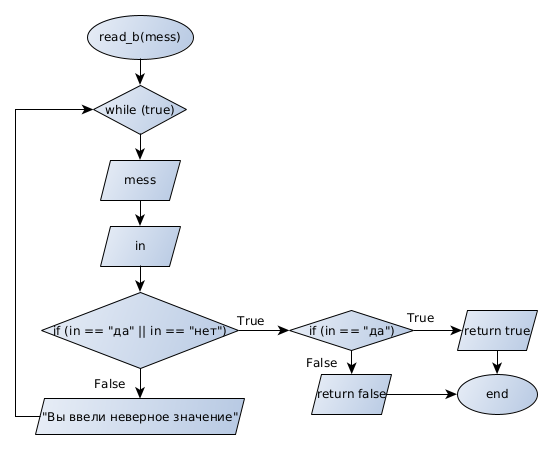 read_b(mess)
while (true)
mess
in
if (in == "да" || in == "нет")
True
if (in == "да")
True
return true
False
return false
end
False
"Вы ввели неверное значение"